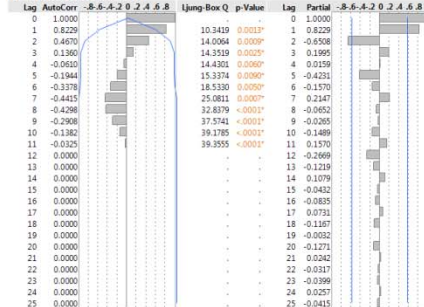 Lag AutoCorr -.8-.6-.4-.2 0 .2 .4 .6 .8 Ljung-Box Q p-Value Lag Partial -.8-.6-.4-.2 0 .2 .4 .6 .8
0 1.0000 . . 0 1.0000
1 0.8229 10.3419 0.0013* 1 0.8229
2 0.4675 14.0064 0.0009* 2 -0.6508
3 0.1360 14.3519 0.0025* 3 0.1995
4 -0.0610 14.4301 0.0060* 4 0.0159
5 -0.1944 15.3374 0.0090* 5 -0.4231
6 -0.3378 18.5330 0.0050* 6 -0.1570
7 -0.4415 25.0811 0.0007* 7 0.2147
8 -0.4298 32.8379 <.0001* 8 -0.0652
9 -0.2908 37.5741 <.0001* 9 -0.0265
10 -0.1382 39.1785 <.0001* 10 -0.1489
11 -0.0325 39.3555 <.0001* 11 0.1570
12 0.0000 . . 12 -0.2669
13 0.0000 . . 13 -0.1219
14 0.0000 . . 14 0.1079
15 0.0000 . . 15 -0.0432
16 0.0000 . . 16 -0.0835
17 0.0000 . . 17 0.0731
18 0.0000 . . 18 -0.1167
19 0.0000 . . 19 -0.0032
20 0.0000 . . 20 -0.1271
21 0.0000 . . 21 0.0242
22 0.0000 . . 22 -0.0317
23 0.0000 . . 23 -0.0399
24 0.0000 . . 24 0.0257
25 0.0000 . . 25 -0.0415